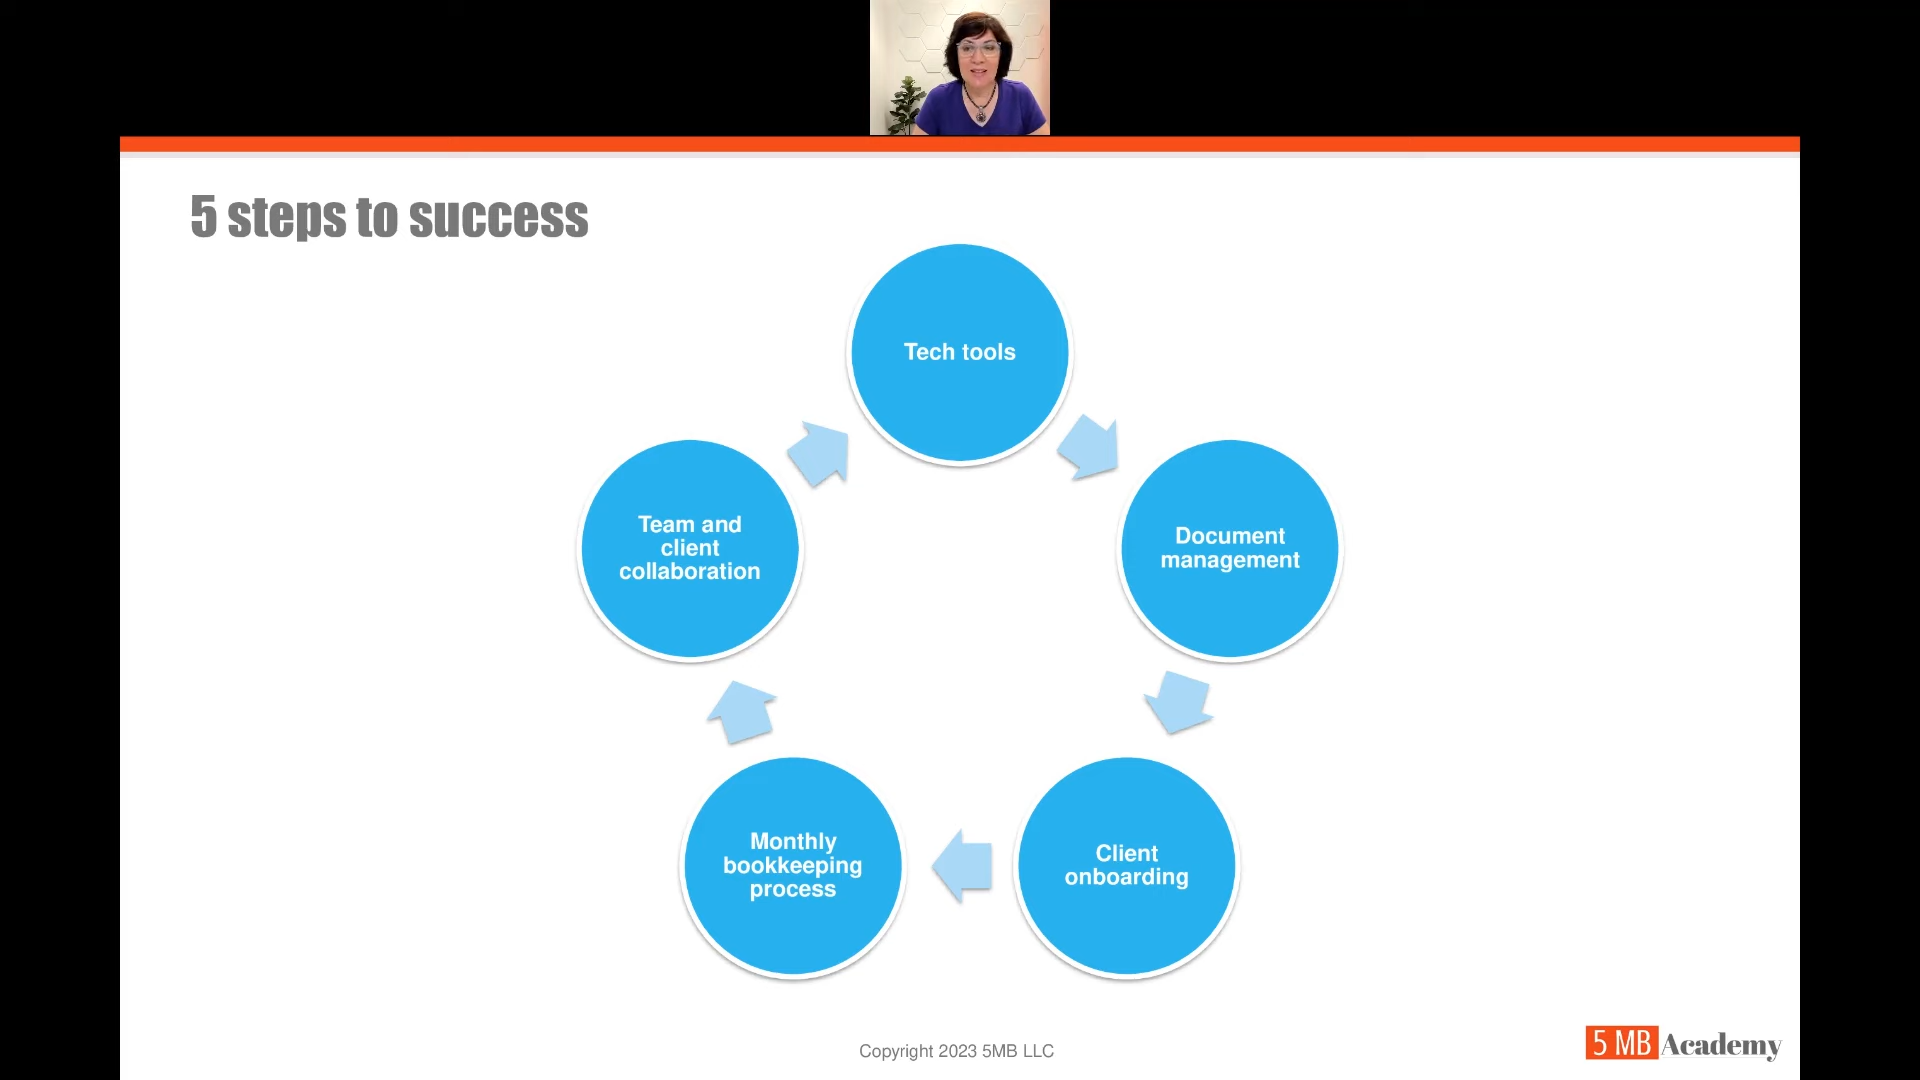 5 steps to success
Tech tools
Document
management
Client
onboarding
Monthly
bookkeeping
process
Team and
client
collaboration
Copyright 2023 5MB LLC
5 MB Academy